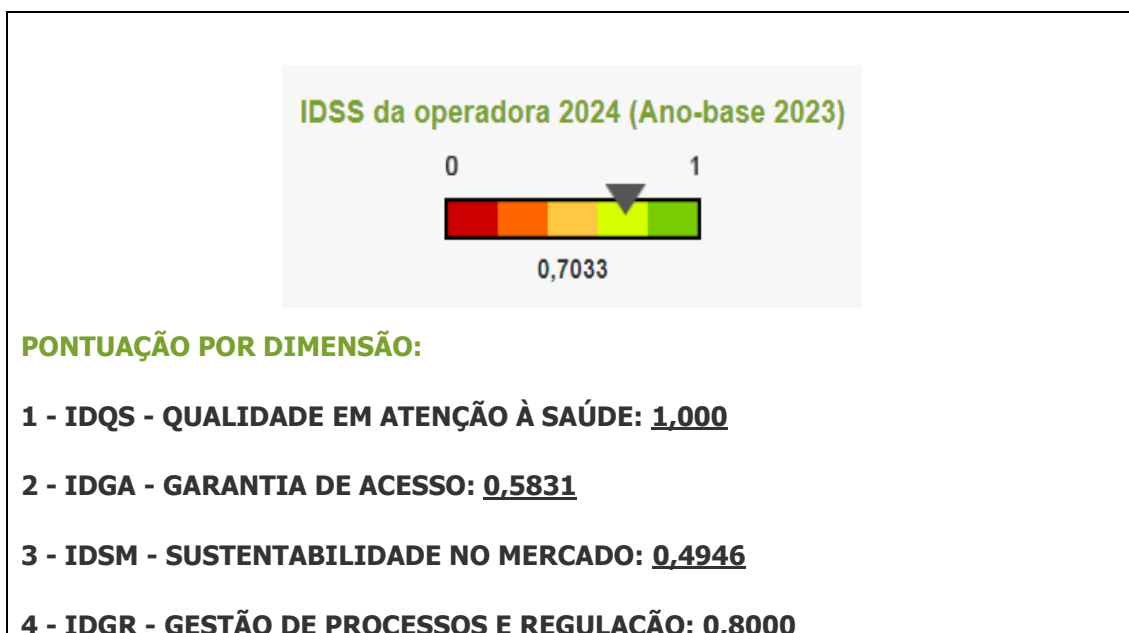 IDSS da operadora 2024 (Ano-base 2023)
0 1
0,7033
PONTUAÇÃO POR DIMENSÃO:
1 - IDQS - QUALIDADE EM ATENÇÃO À SAÚDE: 1,000
2 - IDGA - GARANTIA DE ACESSO: 0,5831
3 - IDSM - SUSTENTABILIDADE NO MERCADO: 0,4946
4 - IDGR - GESTÃO DE PROCESSOS E REGULAÇÃO: 0,8000